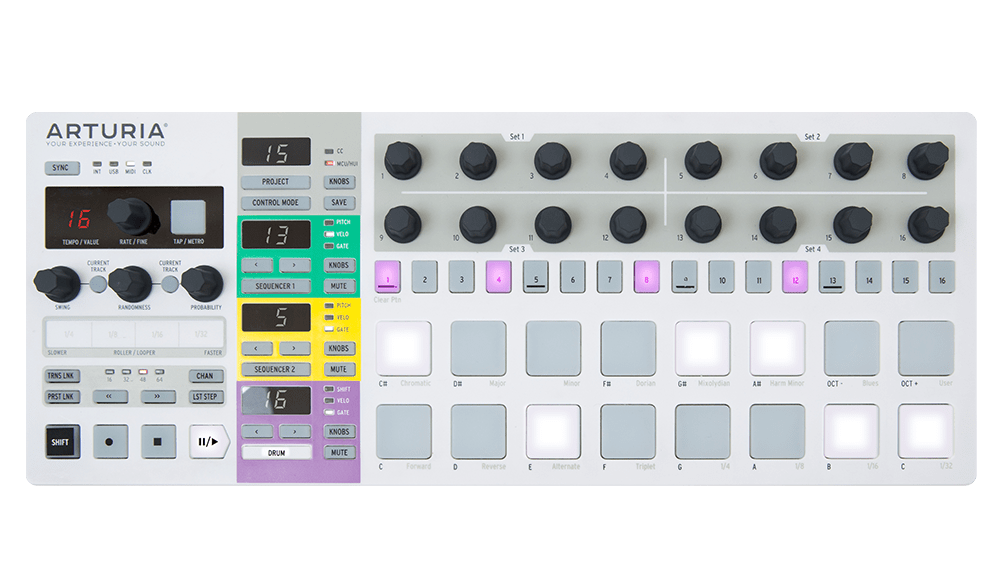 ARTURIA®
YOUR EXPERIENCE • YOUR SOUND
SYNC
INT USB MIDI CLK
16
TEMPO / VALUE RATE / FINE TAP / METRO
CURRENT TRACK CURRENT TRACK
SWING RANDOMNESS PROBABILITY
1/4 1/8 1/16 1/32
SLOWER ROLLER / LOOPER FASTER
TRNS LNK 16 32 48 64 CHAN
PRST LNK << >> LST STEP
SHIFT
15
CC
MCU/HUI
PROJECT KNOBS
CONTROL MODE SAVE
13
PITCH
VELO
GATE
< > KNOBS
SEQUENCER 1 MUTE
5
PITCH
VELO
GATE
< > KNOBS
SEQUENCER 2 MUTE
16
SHIFT
VELO
GATE
< > KNOBS
DRUM MUTE
Set 1 Set 2
1 2 3 4 5 6 7 8
9 10 11 12 13 14 15 16
Set 3 Set 4
1 2 3 4 5 6 7 8 9 10 11 12 13 14 15 16
Clear Ptn
C# Chromatic D# Major Minor F# Dorian G# Mixolydian A# Harm Minor OCT - Blues OCT + User
C Forward D Reverse E Alternate F Triplet G 1/4 A 1/8 B 1/16 C 1/32